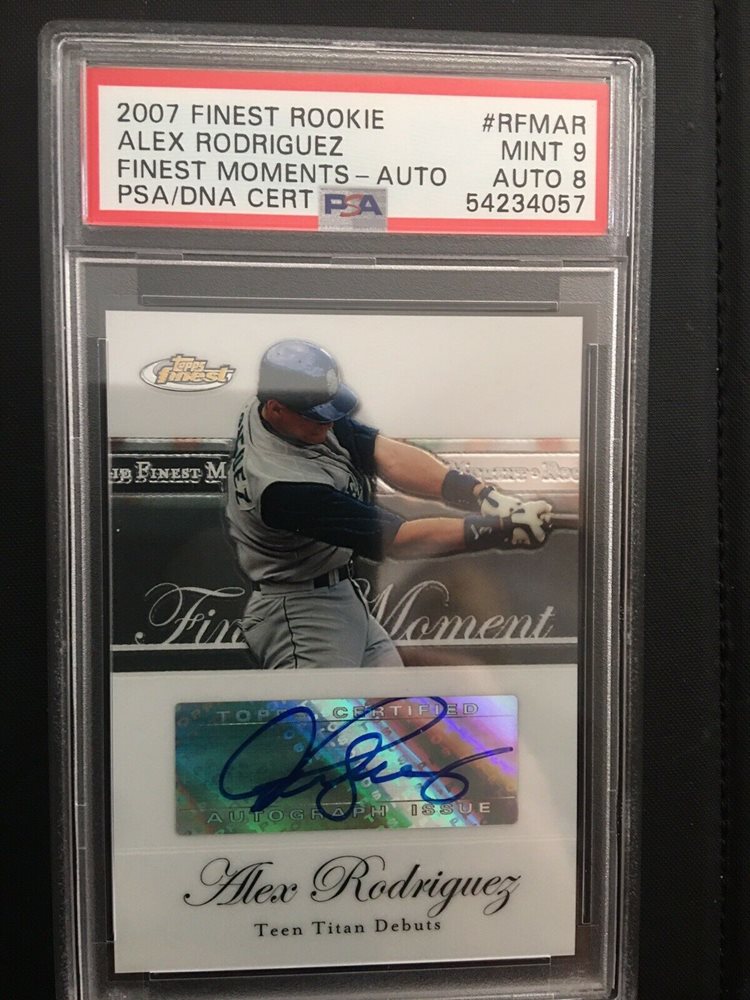 2007 FINEST ROOKIE #RFMAR
ALEX RODRIGUEZ MINT 9
FINEST MOMENTS - AUTO AUTO 8
PSA/DNA CERT PSA 54234057
Topps
finest
FINEST
Moment
TOPPS CERTIFIED
AUTOGRAPH ISSUE
Alex Rodriguez
Teen Titan Debuts